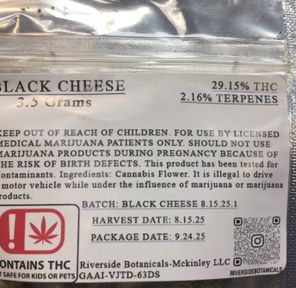 BLACK CHEESE
3.5 Grams
29.15% THC
2.16% TERPENES
KEEP OUT OF REACH OF CHILDREN. FOR USE BY LICENSED
MEDICAL MARIJUANA PATIENTS ONLY. SHOULD NOT USE
MARIJUANA PRODUCTS DURING PREGNANCY BECAUSE OF
THE RISK OF BIRTH DEFECTS. This product has been tested for
contaminants. Ingredients: Cannabis Flower. It is illegal to drive
a motor vehicle while under the influence of marijuana or marijuana
products.
BATCH: BLACK CHEESE 8.15.25.1
HARVEST DATE: 8.15.25
PACKAGE DATE: 9.24.25
!
CONTAINS THC
NOT SAFE FOR KIDS OR PETS
Riverside Botanicals-Mckinley LLC
GAAI-VJTD-63DS
RIVERSIDEBOTANICALS